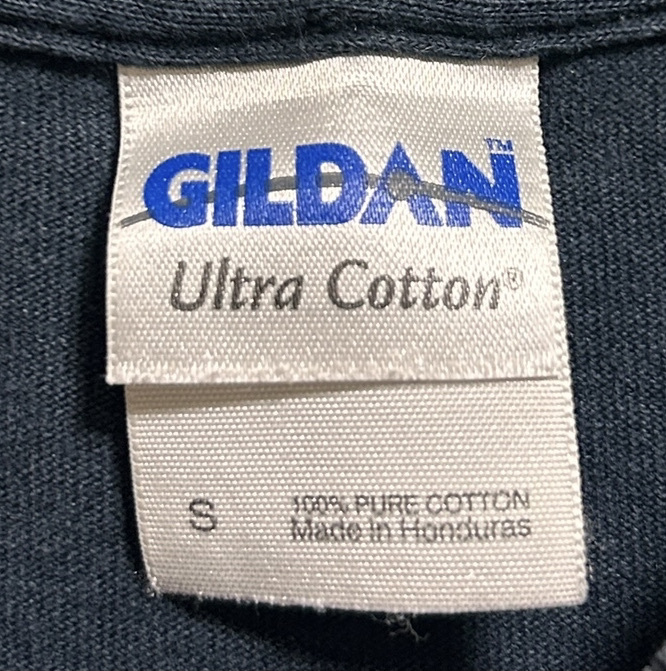 GILDAN™
Ultra Cotton®
S
100% PURE COTTON
Made in Honduras